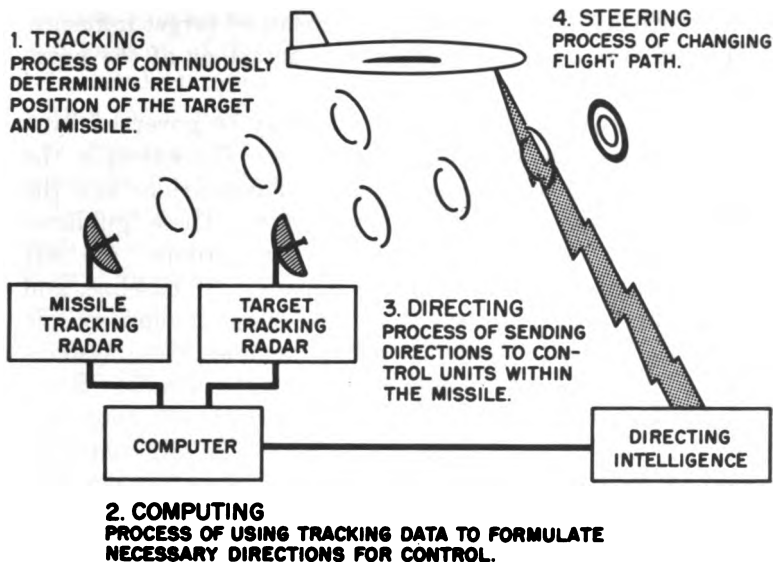 1. TRACKING
PROCESS OF CONTINUOUSLY
DETERMINING RELATIVE
POSITION OF THE TARGET
AND MISSILE.
4. STEERING
PROCESS OF CHANGING
FLIGHT PATH.
MISSILE
TRACKING
RADAR
TARGET
TRACKING
RADAR
3. DIRECTING
PROCESS OF SENDING
DIRECTIONS TO CON-
TROL UNITS WITHIN
THE MISSILE.
COMPUTER
DIRECTING
INTELLIGENCE
2. COMPUTING
PROCESS OF USING TRACKING DATA TO FORMULATE
NECESSARY DIRECTIONS FOR CONTROL.